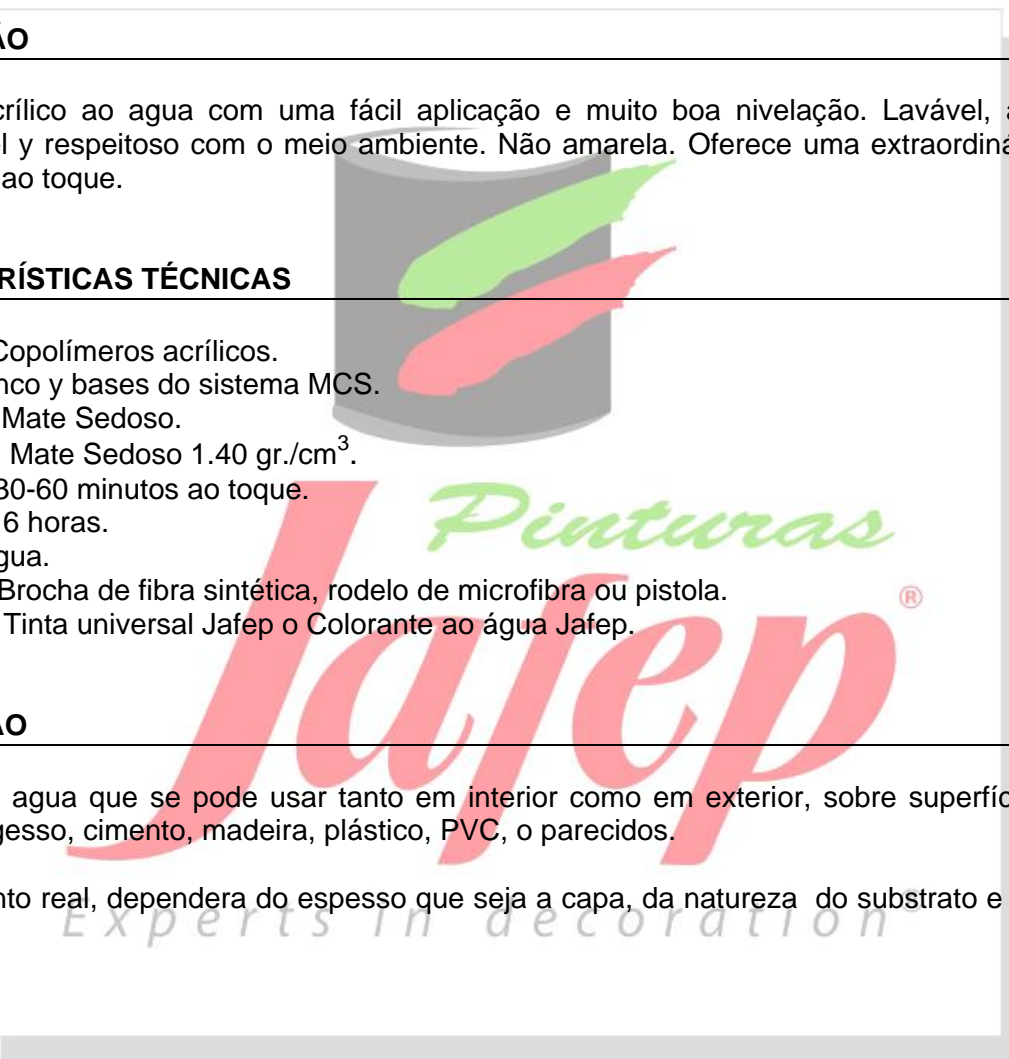 ÃO
crílico ao agua com uma fácil aplicação e muito boa nivelação. Lavável,
l y respeitoso com o meio ambiente. Não amarela. Oferece uma extraordiná
ao toque.
RÍSTICAS TÉCNICAS
Copolímeros acrílicos.
nco y bases do sistema MCS.
Mate Sedoso.
Mate Sedoso 1.40 gr./cm³.
30-60 minutos ao toque.
6 horas.
gua.
Brocha de fibra sintética, rodelo de microfibra ou pistola.
Tinta universal Jafep o Colorante ao água Jafep.
Pinturas
Jafep®
ÃO
agua que se pode usar tanto em interior como em exterior, sobre superfíc
gesso, cimento, madeira, plástico, PVC, o parecidos.
nto real, dependera do espesso que seja a capa, da natureza do substrato e
Experts in decoration®